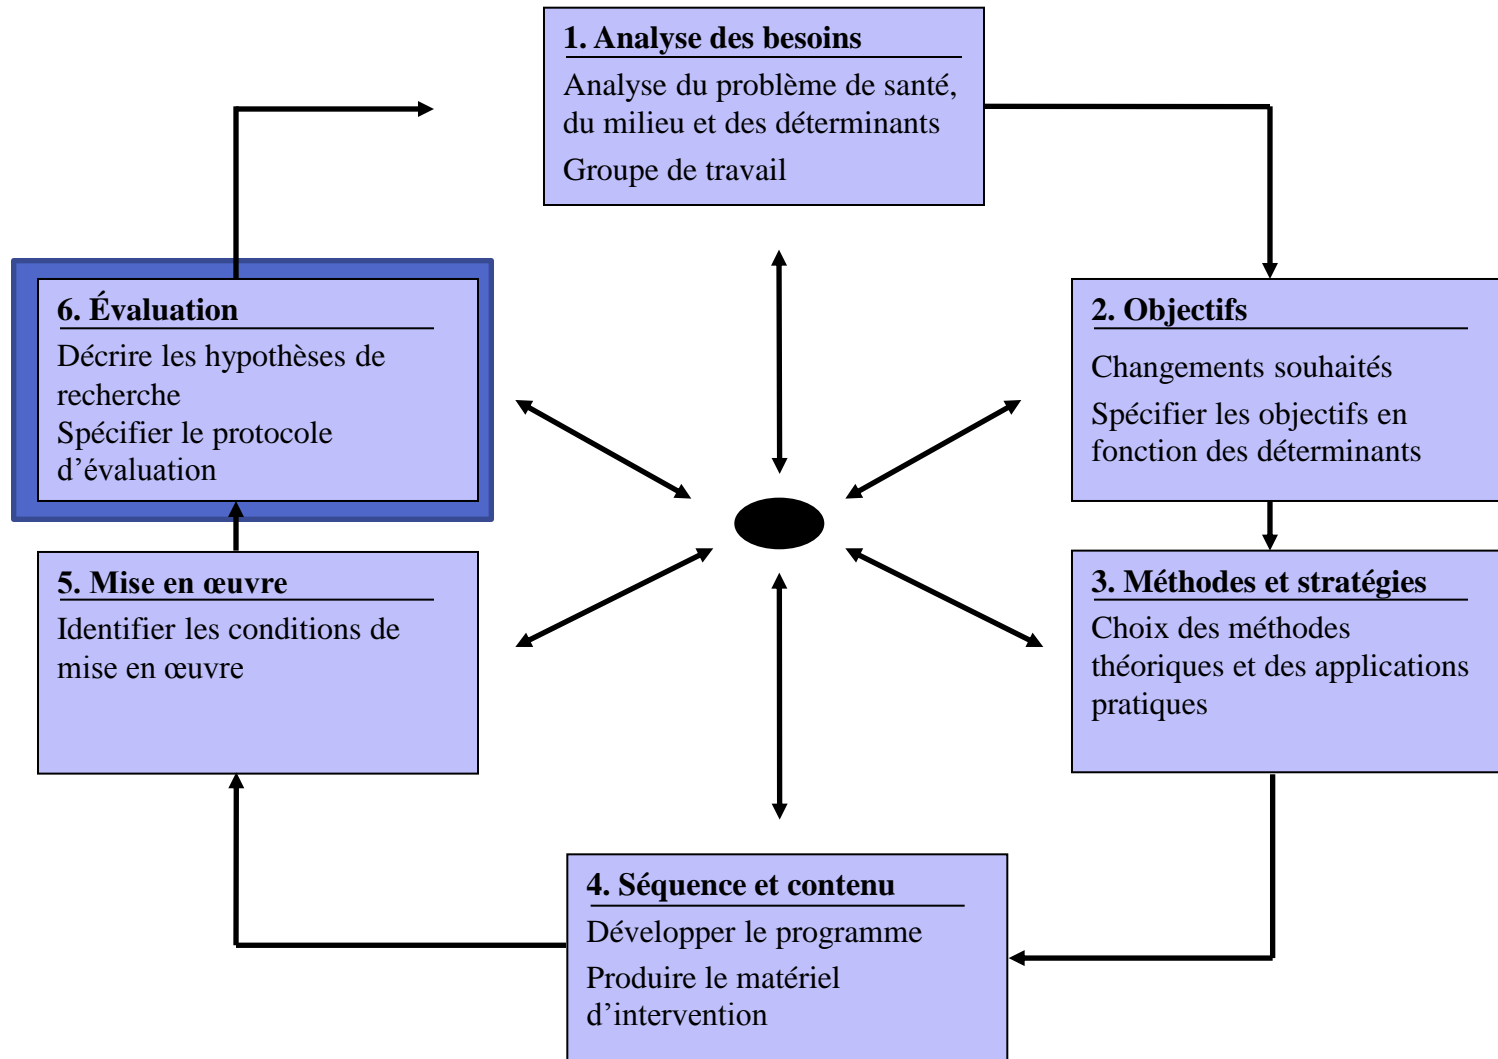 1. Analyse des besoins
Analyse du problème de santé,
du milieu et des déterminants
Groupe de travail
2. Objectifs
Changements souhaités
Spécifier les objectifs en
fonction des déterminants
3. Méthodes et stratégies
Choix des méthodes
théoriques et des applications
pratiques
4. Séquence et contenu
Développer le programme
Produire le matériel
d’intervention
5. Mise en œuvre
Identifier les conditions de
mise en œuvre
6. Évaluation
Décrire les hypothèses de
recherche
Spécifier le protocole
d’évaluation